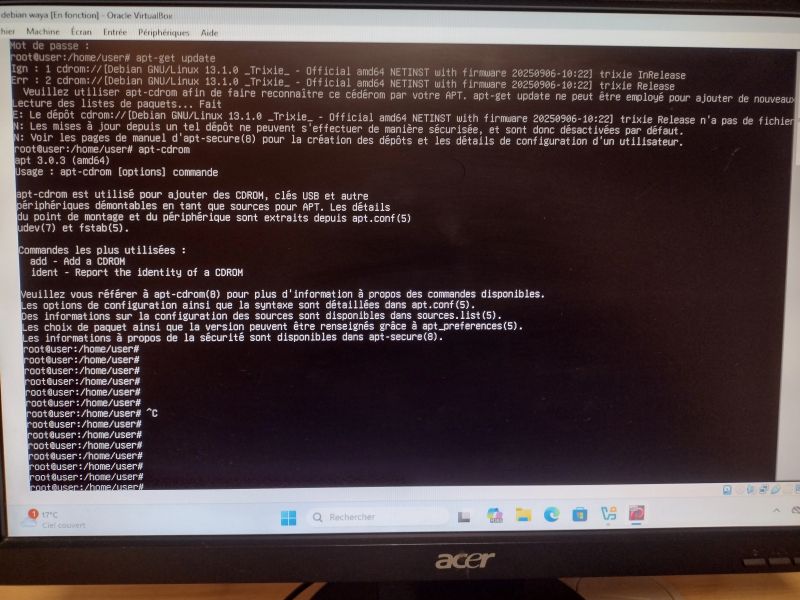 debian waya [En fonction] - Oracle VirtualBox
hier Machine Écran Entrée Périphériques Aide
Mot de passe :
root@user:/home/user# apt-get update
Ign : 1 cdrom://[Debian GNU/Linux 13.1.0 _Trixie_ - Official amd64 NETINST with firmware 20250906-10:22] trixie InRelease
Err : 2 cdrom://[Debian GNU/Linux 13.1.0 _Trixie_ - Official amd64 NETINST with firmware 20250906-10:22] trixie Release
Veuillez utiliser apt-cdrom afin de faire reconnaître ce cédérom par votre APT. apt-get update ne peut être employé pour ajouter de nouveaux
Lecture des listes de paquets... Fait
E: Le dépôt cdrom://[Debian GNU/Linux 13.1.0 _Trixie_ - Official amd64 NETINST with firmware 20250906-10:22] trixie Release n'a pas de fichier
N: Les mises à jour depuis un tel dépôt ne peuvent s'effectuer de manière sécurisée, et sont donc désactivées par défaut.
N: Voir les pages de manuel d'apt-secure(8) pour la création des dépôts et les détails de configuration d'un utilisateur.
root@user:/home/user# apt-cdrom
apt 3.0.3 (amd64)
Usage : apt-cdrom [options] commande
apt-cdrom est utilisé pour ajouter des CDROM, clés USB et autre
périphériques démontables en tant que sources pour APT. Les détails
du point de montage et du périphérique sont extraits depuis apt.conf(5)
udev(7) et fstab(5).
Commandes les plus utilisées :
add - Add a CDROM
ident - Report the identity of a CDROM
Veuillez vous référer à apt-cdrom(8) pour plus d'information à propos des commandes disponibles.
Les options de configuration ainsi que la syntaxe sont détaillées dans apt.conf(5).
Des informations sur la configuration des sources sont disponibles dans sources.list(5).
Les choix de paquet ainsi que la version peuvent être renseignés grâce à apt_preferences(5).
Les informations à propos de la sécurité sont disponibles dans apt-secure(8).
root@user:/home/user#
root@user:/home/user#
root@user:/home/user#
root@user:/home/user#
root@user:/home/user#
root@user:/home/user#
root@user:/home/user# ^C
root@user:/home/user#
root@user:/home/user#
root@user:/home/user#
root@user:/home/user#
root@user:/home/user#
root@user:/home/user#
root@user:/home/user#
1
17°C
Ciel couvert
Rechercher
acer